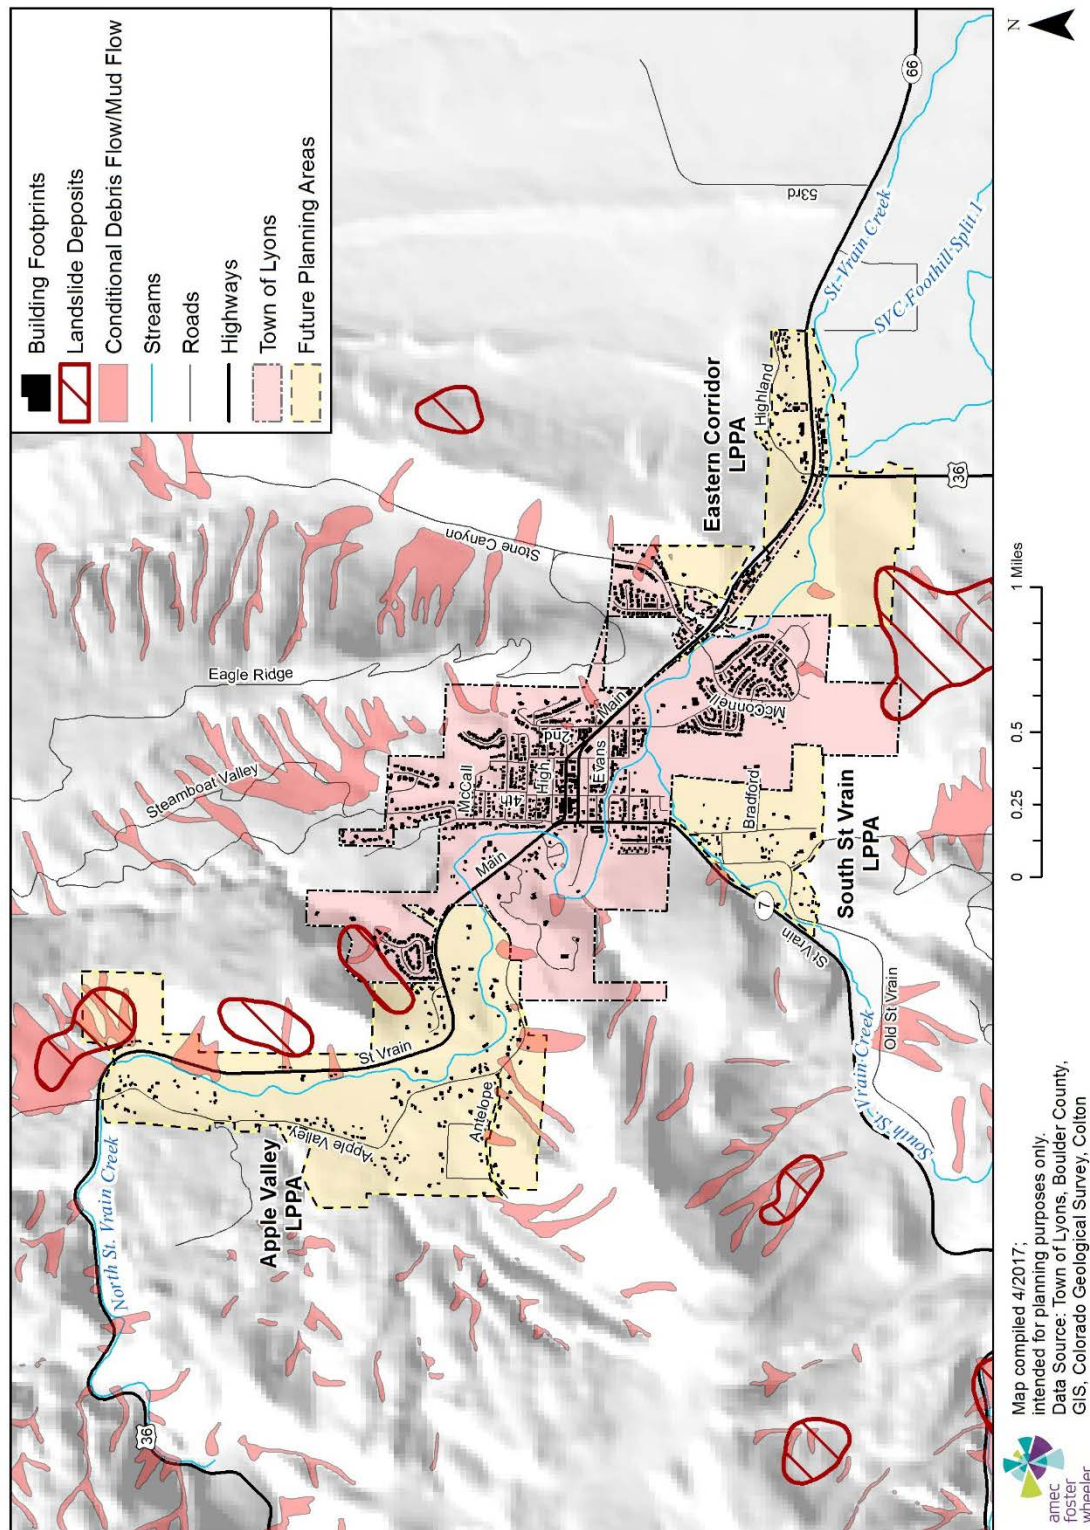 Building Footprints
Landslide Deposits
Conditional Debris Flow/Mud Flow
Streams
Roads
Highways
Town of Lyons
Future Planning Areas
N
North St. Vrain Creek
36
Apple Valley
LPPA
Apple Valley
Antelope
St Vrain
Steamboat Valley
Eagle Ridge
Stone Canyon
Main
McCall
4th
High
2nd
Main
Evans
McConnell
Bradford
South St Vrain
LPPA
7
St Vrain
Old St Vrain
South St-Vrain Creek
Eastern Corridor
LPPA
Highland
36
53rd
66
St-Vrain Creek
SVC-Foothill-Split 1
0
0.25
0.5
1 Miles
amec
foster
wheeler
Map compiled 4/2017;
intended for planning purposes only.
Data Source: Town of Lyons, Boulder County,
GIS, Colorado Geological Survey, Colton